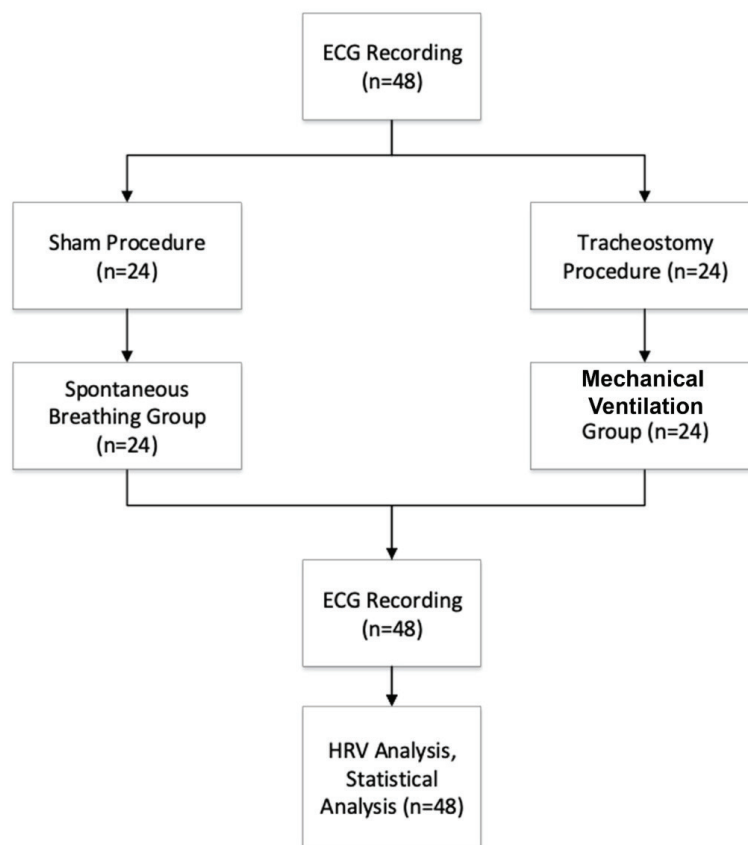 ECG Recording
(n=48)
Sham Procedure
(n=24)
Tracheostomy
Procedure (n=24)
Spontaneous
Breathing Group
(n=24)
Mechanical
Ventilation
Group (n=24)
ECG Recording
(n=48)
HRV Analysis,
Statistical
Analysis (n=48)